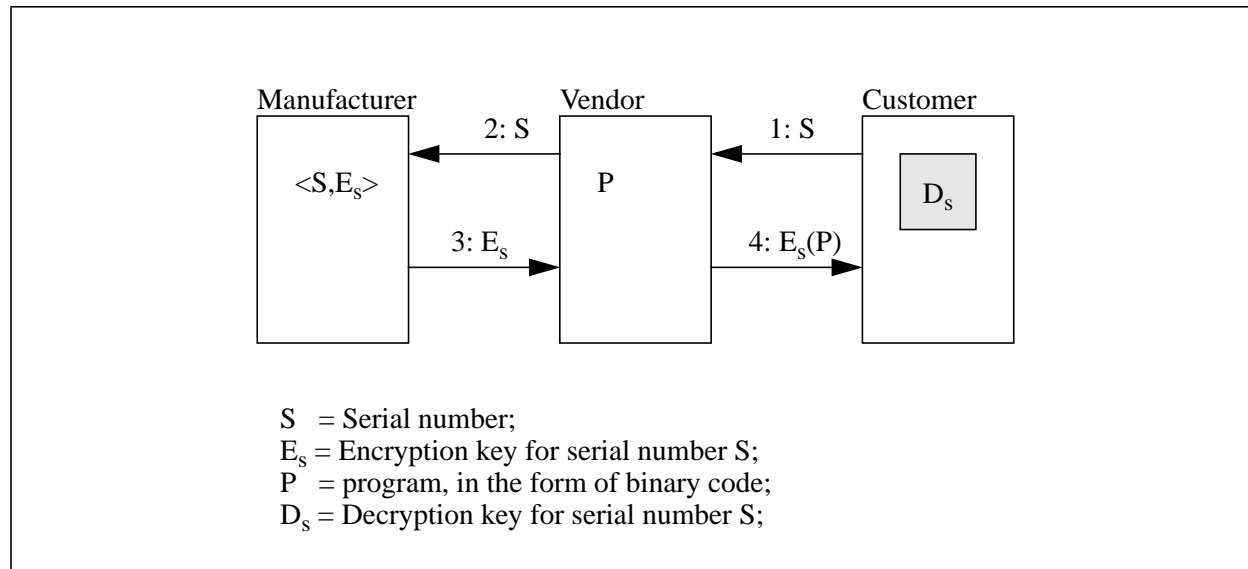 Manufacturer
Vendor
Customer
2: S
1: S
<S,Es>
P
Ds
3: Es
4: Es(P)
S = Serial number;
Es = Encryption key for serial number S;
P = program, in the form of binary code;
Ds = Decryption key for serial number S;